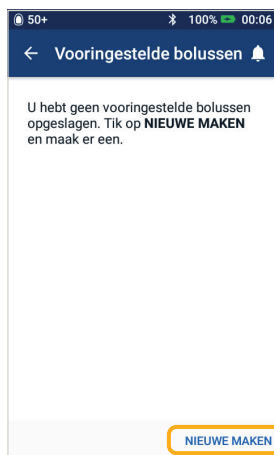 50+ 100% 00:06
Vooringestelde bolussen
U hebt geen vooringestelde bolussen
opgeslagen. Tik op NIEUWE MAKEN
en maak er een.
NIEUWE MAKEN